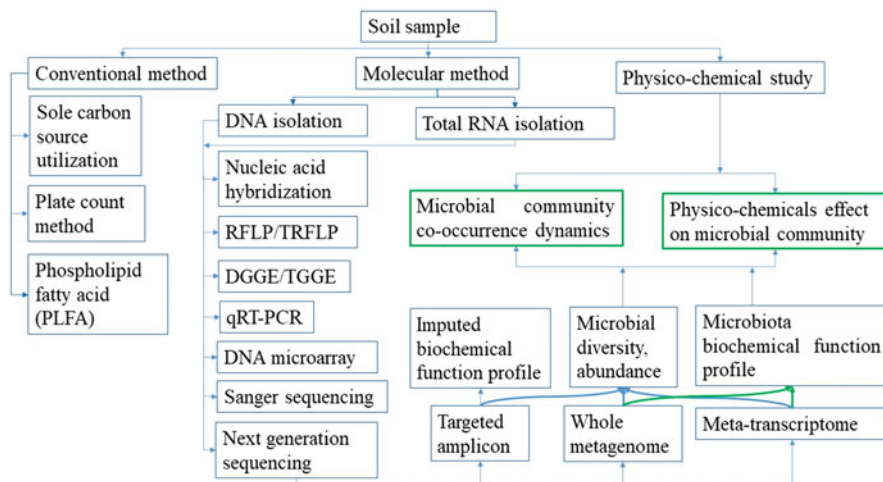 Soil sample
Conventional method
Molecular method
Physico-chemical study
Sole carbon
source
utilization
Plate count
method
Phospholipid
fatty acid
(PLFA)
DNA isolation
Total RNA isolation
Nucleic acid
hybridization
RFLP/TRFLP
DGGE/TGGE
qRT-PCR
DNA microarray
Sanger sequencing
Next generation
sequencing
Microbial community
co-occurrence dynamics
Physico-chemicals effect
on microbial community
Imputed
biochemical
function profile
Microbial
diversity,
abundance
Microbiota
biochemical function
profile
Targeted
amplicon
Whole
metagenome
Meta-transcriptome